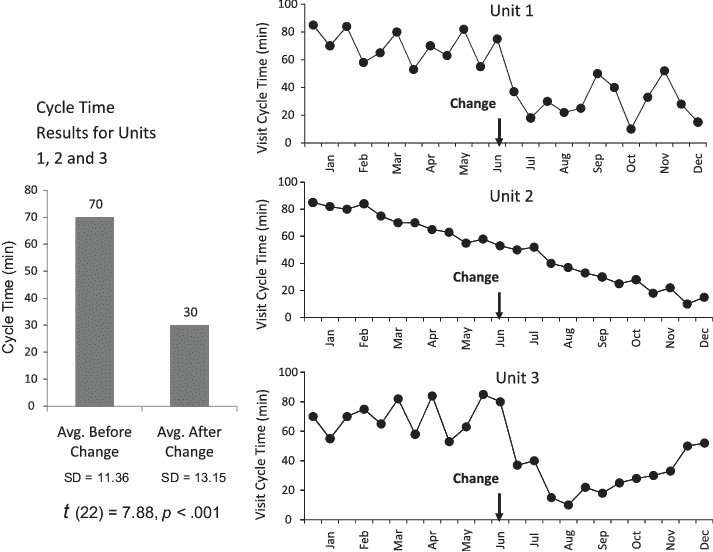 Cycle Time
Results for Units
1, 2 and 3
Cycle Time (min)
80
70
60
50
40
30
20
10
0
70
30
Avg. Before
Change
Avg. After
Change
SD = 11.36
SD = 13.15
t (22) = 7.88, p < .001
Unit 1
Visit Cycle Time (min)
100
80
60
40
20
0
Change
Jan Feb Mar Apr May Jun Jul Aug Sep Oct Nov Dec
Unit 2
Visit Cycle Time (min)
100
80
60
40
20
0
Change
Jan Feb Mar Apr May Jun Jul Aug Sep Oct Nov Dec
Unit 3
Visit Cycle Time (min)
100
80
60
40
20
0
Change
Jan Feb Mar Apr May Jun Jul Aug Sep Oct Nov Dec